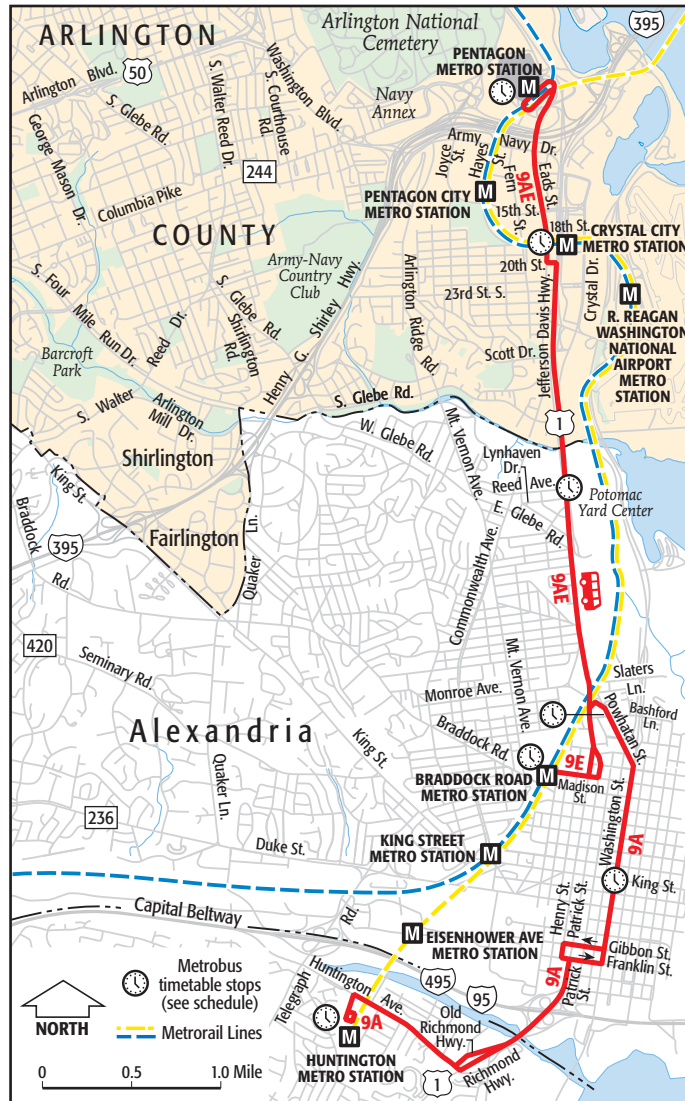 ARLINGTON
Arlington National
Cemetery
395
PENTAGON
METRO STATION
M
Arlington Blvd.
50
S. Walter Reed Dr.
S. Courthouse
Rd.
Washington Blvd.
S. Glebe Rd.
George Mason Dr.
Navy
Annex
244
Columbia Pike
Army Navy Dr.
Joyce
St.
Hayes
St.
Fern
St.
Eads St.
9AE
PENTAGON CITY
METRO STATION
M
15th St.
18th St.
COUNTY
M
CRYSTAL CITY
METRO STATION
20th St.
Army-Navy
Country
Club
Henry G. Shirley Hwy.
Arlington
Ridge Rd.
23rd St. S.
Crystal Dr.
M
R. REAGAN
WASHINGTON
NATIONAL
AIRPORT
METRO
STATION
S. Four Mile Run Dr.
Reed Dr.
S. Glebe Rd.
Shirlington
Rd
Jefferson Davis Hwy.
Scott Dr.
Barcroft
Park
S. Walter
Arlington
Mill Dr.
S. Glebe Rd.
1
W. Glebe Rd.
Mt. Vernon Ave.
Shirlington
King St.
Lynhaven
Dr.
Reed Ave.
Potomac
Yard Center
Braddock
Rd.
395
Fairlington
Quaker Ln.
E. Glebe Rd.
Commonwealth Ave.
9AE
420
Seminary Rd.
Mt. Vernon Ave.
Monroe Ave.
Slaters
Ln.
Bashford
Ln.
Powhatan St.
Alexandria
King St.
Braddock Rd.
9E
M
BRADDOCK ROAD
METRO STATION
Madison
St.
Quaker Ln.
236
Duke St.
KING STREET
METRO STATION
M
Washington St.
9A
King St.
Capital Beltway
Henry St.
Patrick St.
M
EISENHOWER AVE
METRO STATION
Gibbon St.
Franklin St.
9A
Patrick
St.
Telegraph
Rd.
Huntington Ave.
495
95
9A
M
HUNTINGTON
METRO STATION
Old
Richmond
Hwy.
Richmond
Hwy.
1
NORTH
Metrobus
timetable stops
(see schedule)
Metrorail Lines
0 0.5 1.0 Mile